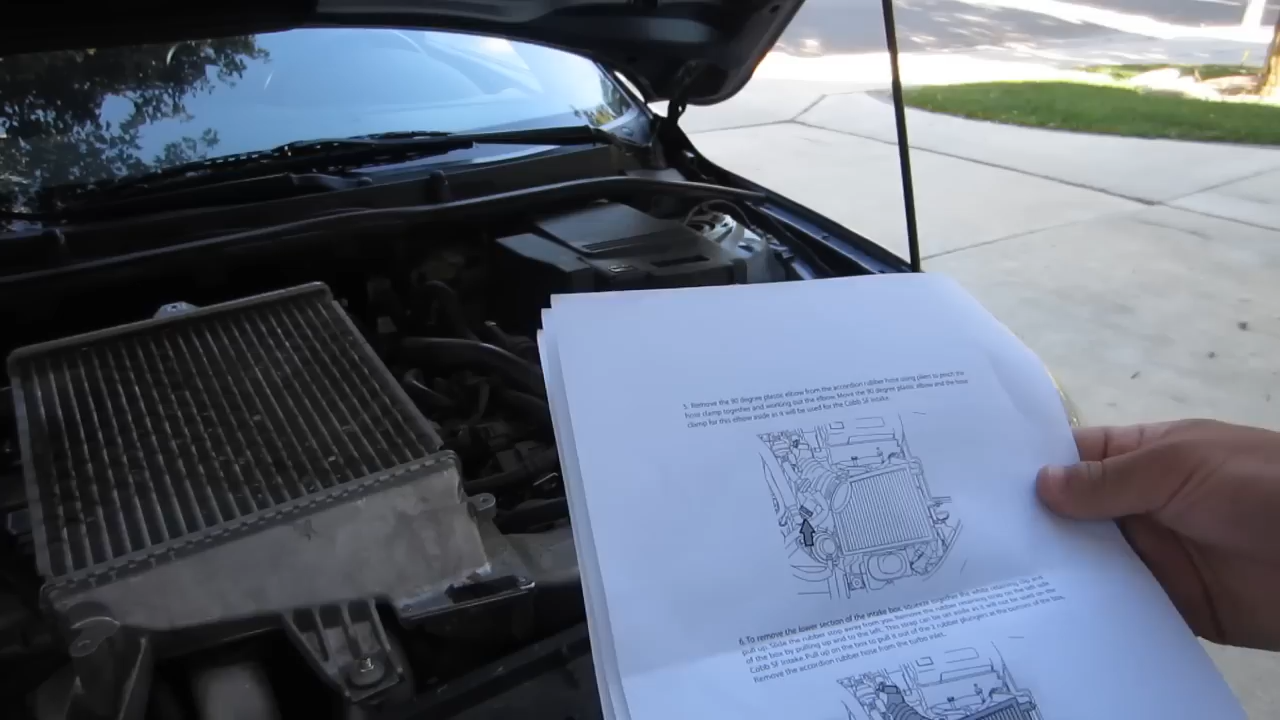 5. Remove the 90 degree plastic elbow from the accordion rubber hose using pliers to pinch the
hose clamp together and working out the elbow. Move the 90 degree plastic elbow and the hose
clamp for this elbow aside as it will be used for the Cobb SF Intake.
6. To remove the lower section of the intake box, squeeze together the white retaining clip and
pull up. Slide the rubber stop away from you. Remove the rubber retaining strap on the left side
of the box by pulling up and to the left. This strap can be set aside as it will not be used on the
Cobb SF Intake. Pull up on the box to pull it out of the 2 rubber plungers at the bottom of the box.
Remove the accordion rubber hose from the turbo inlet.